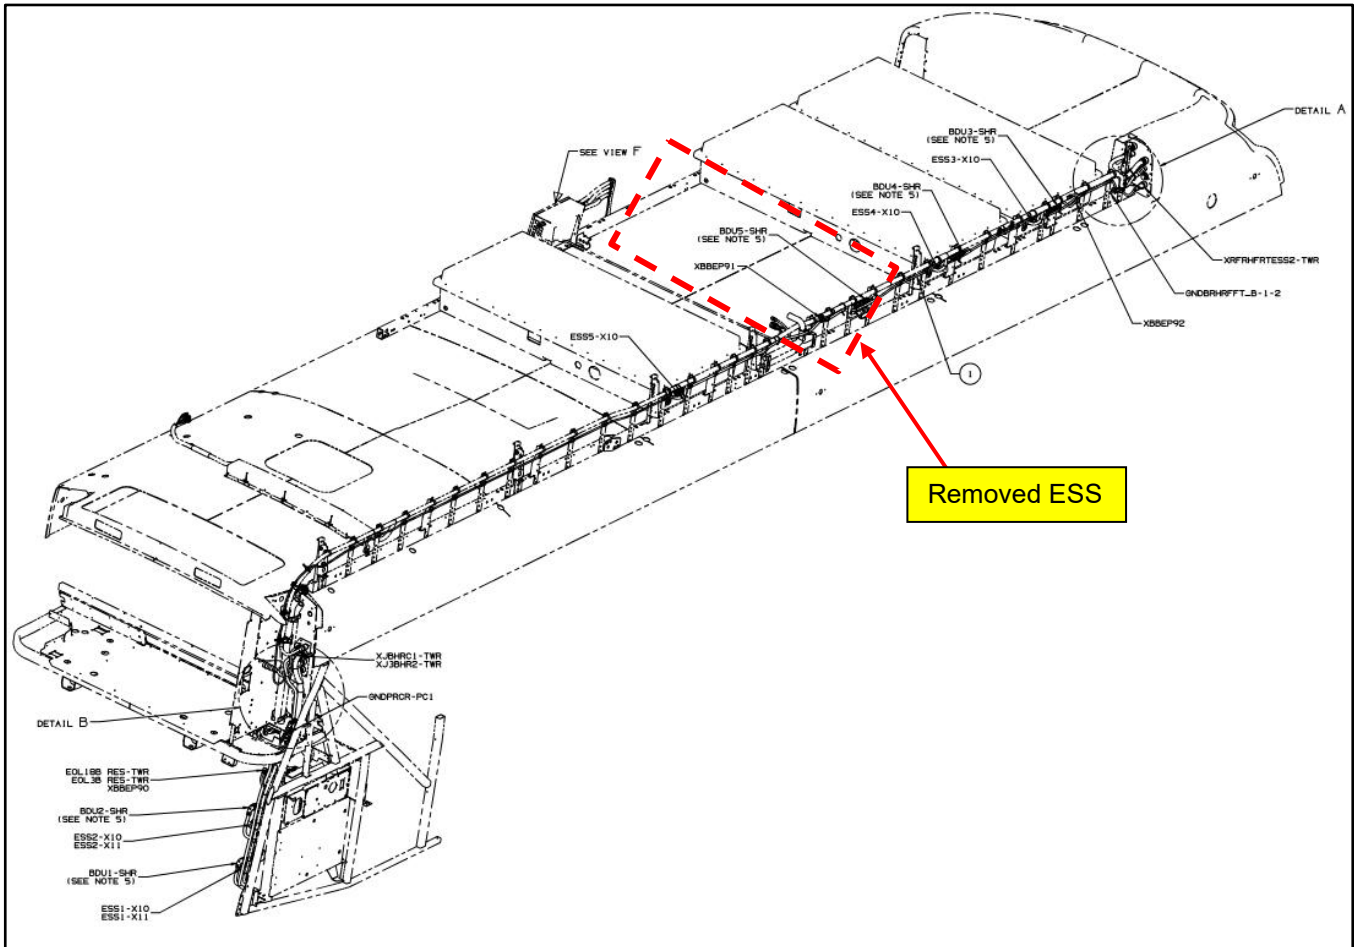 DETAIL A
BDU3-SHR
(SEE NOTE 5)
ESS3-X10
SEE VIEW F
BDU4-SHR
(SEE NOTE 5)
ESS4-X10
BDU5-SHR
(SEE NOTE 5)
XBBEP91
XRFRHFRTESS2-TWR
GNDBRHRFFT_B-1-2
XBBEP92
ESS5-X10
1
Removed ESS
XJBHRC1-TWR
XJ3BHR2-TWR
GNDPRCR-PC1
DETAIL B
EOL18B RES-TWR
EOL3B RES-TWR
XBBEP90
BDU2-SHR
(SEE NOTE 5)
ESS2-X10
ESS2-X11
BDU1-SHR
(SEE NOTE 5)
ESS1-X10
ESS1-X11